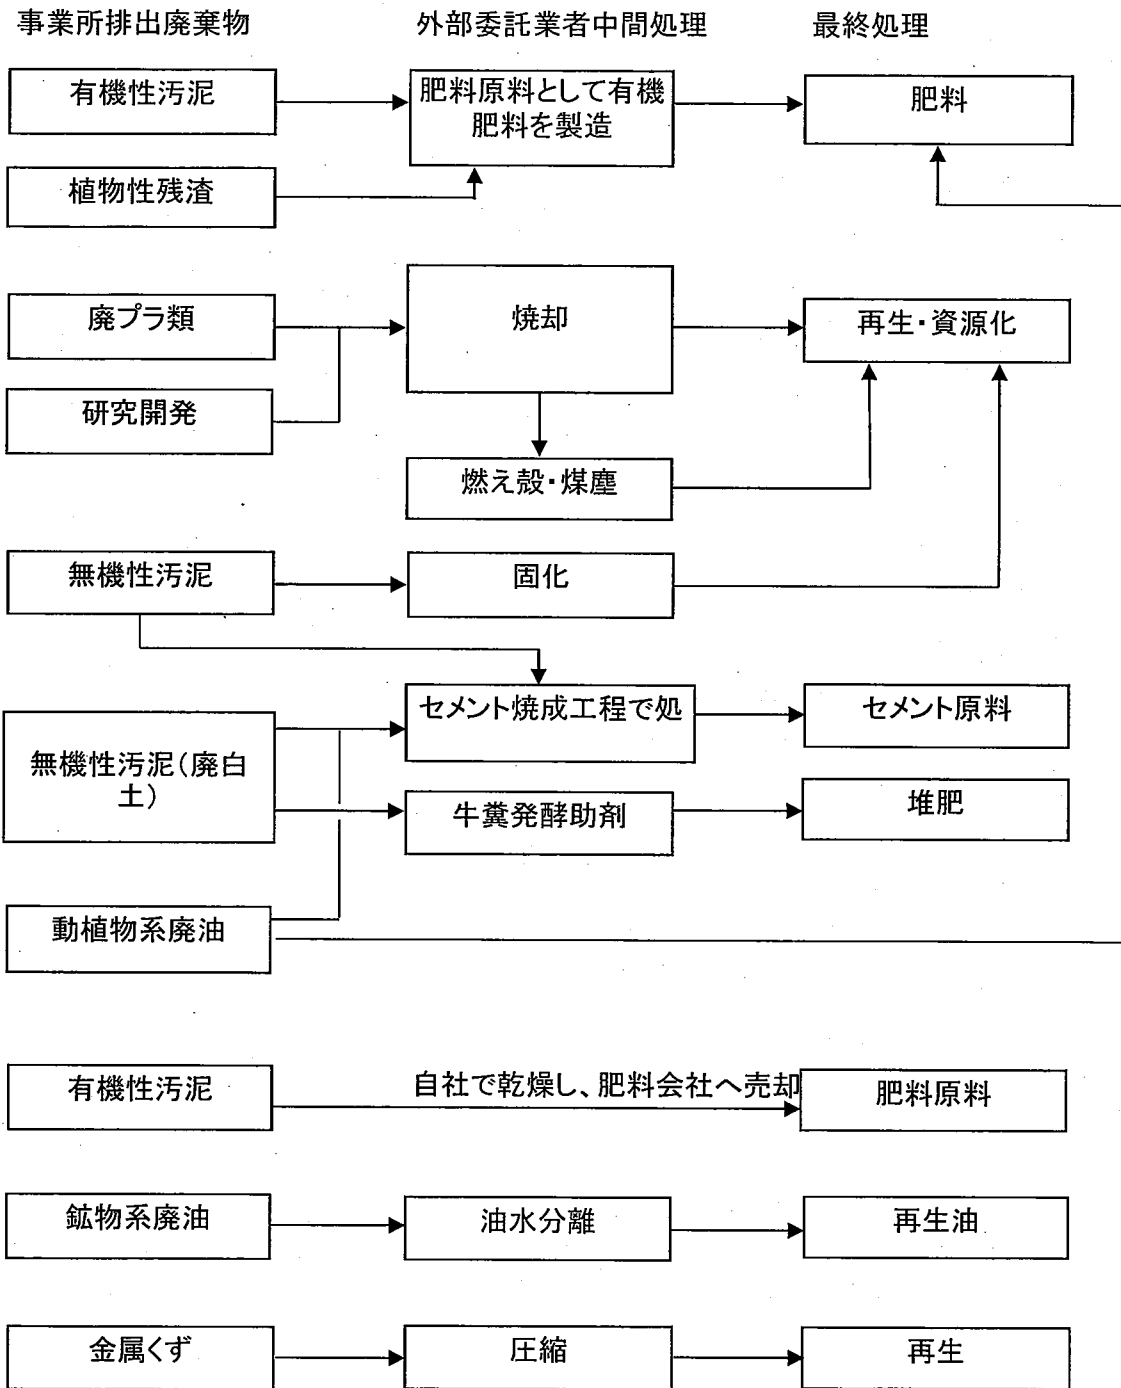 事業所排出廃棄物
外部委託業者中間処理
最終処理
有機性汚泥
肥料原料として有機
肥料を製造
肥料
植物性残渣
廃プラ類
焼却
再生・資源化
研究開発
燃え殻・煤塵
無機性汚泥
固化
セメント焼成工程で処
セメント原料
無機性汚泥(廃白
土)
牛糞発酵助剤
堆肥
動植物系廃油
有機性汚泥
自社で乾燥し、肥料会社へ売却
肥料原料
鉱物系廃油
油水分離
再生油
金属くず
圧縮
再生